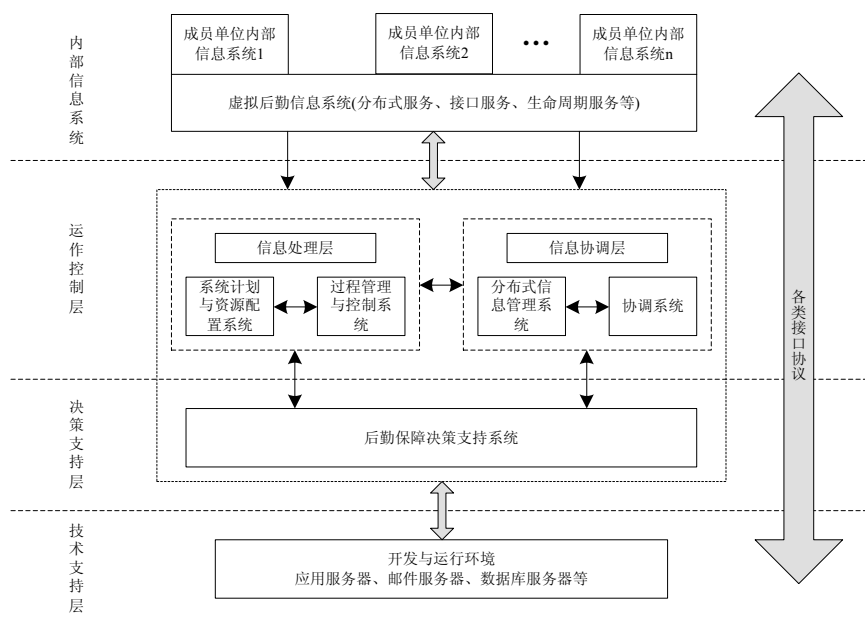 内部信息系统
成员单位内部
信息系统1
成员单位内部
信息系统2
•••
成员单位内部
信息系统n
虚拟后勤信息系统(分布式服务、接口服务、生命周期服务等)
运作控制层
信息处理层
系统计划
与资源配
置系统
过程管理
与控制系
统
信息协调层
分布式信
息管理系
统
协调系统
各类接口协议
决策支持层
后勤保障决策支持系统
技术支持层
开发与运行环境
应用服务器、邮件服务器、数据库服务器等